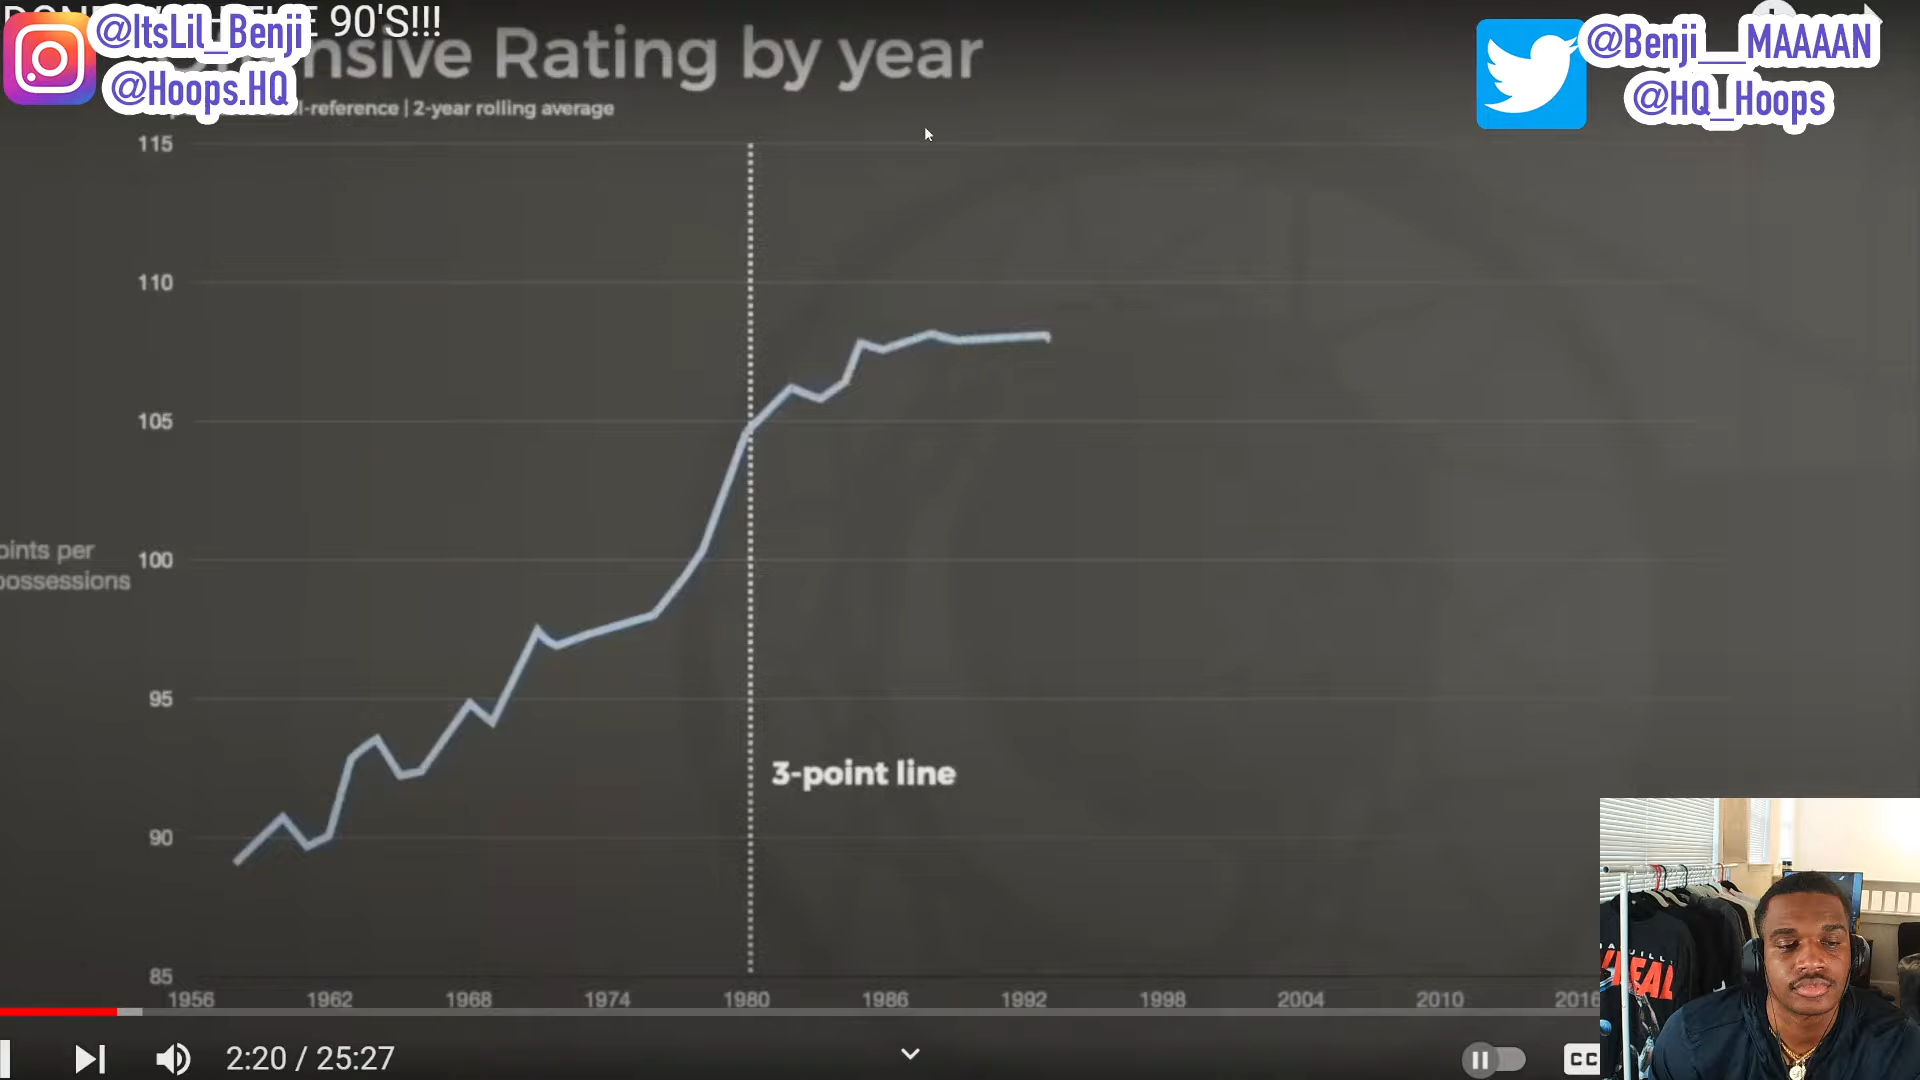 90'S!!!
@ItsLil_Benji
@Hoops.HQ
nsive Rating by year
l-reference | 2-year rolling average
@Benji__MAAAAN
@HQ_Hoops
115
110
105
100
95
90
85
oints per
possessions
3-point line
1956 1962 1968 1974 1980 1986 1992 1998 2004 2010 2016
2:20 / 25:27
CC